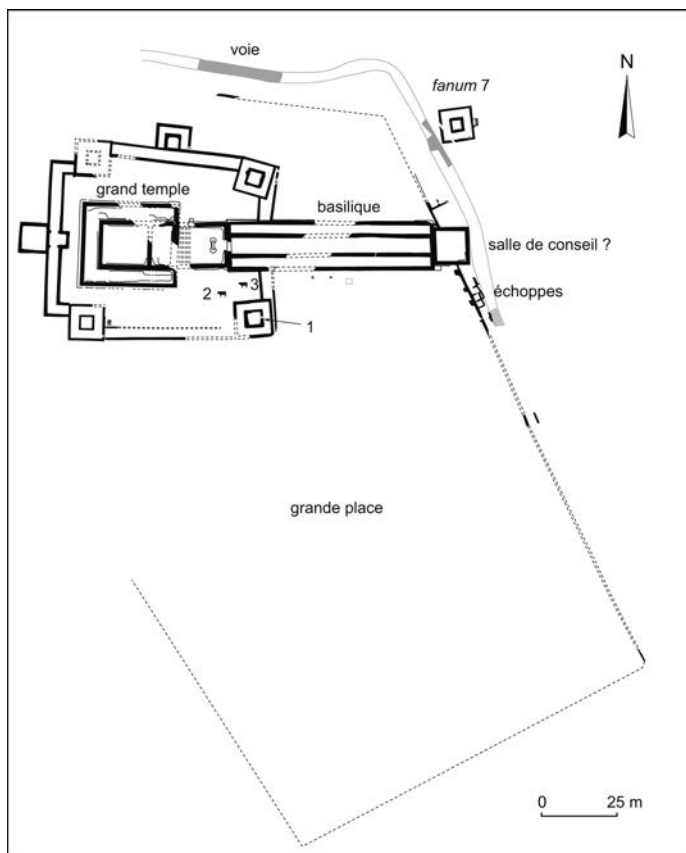 voie
fanum 7
N
grand temple
basilique
salle de conseil ?
échoppes
2
3
1
grande place
0 25 m